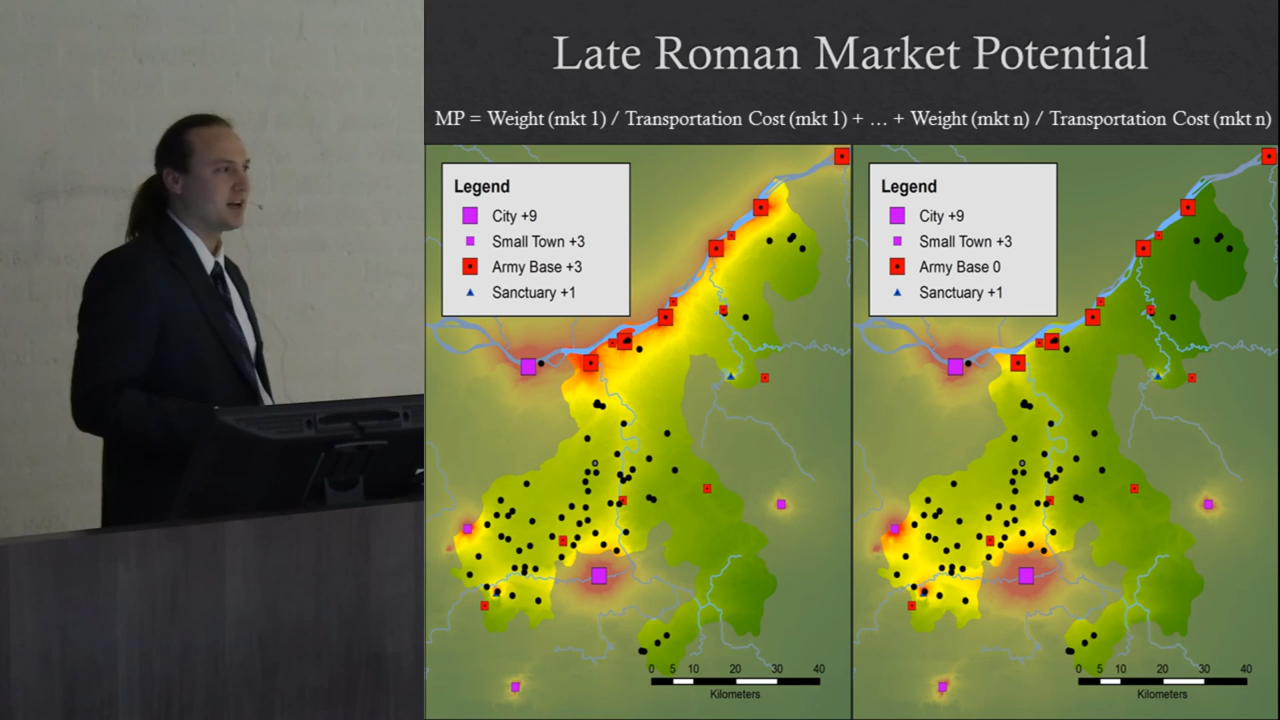 Late Roman Market Potential
MP = Weight (mkt 1) / Transportation Cost (mkt 1) + … + Weight (mkt n) / Transportation Cost (mkt n)
Legend
City +9
Small Town +3
Army Base +3
Sanctuary +1
0 5 10 20 30 40
Kilometers
Legend
City +9
Small Town +3
Army Base 0
Sanctuary +1
0 5 10 20 30 40
Kilometers